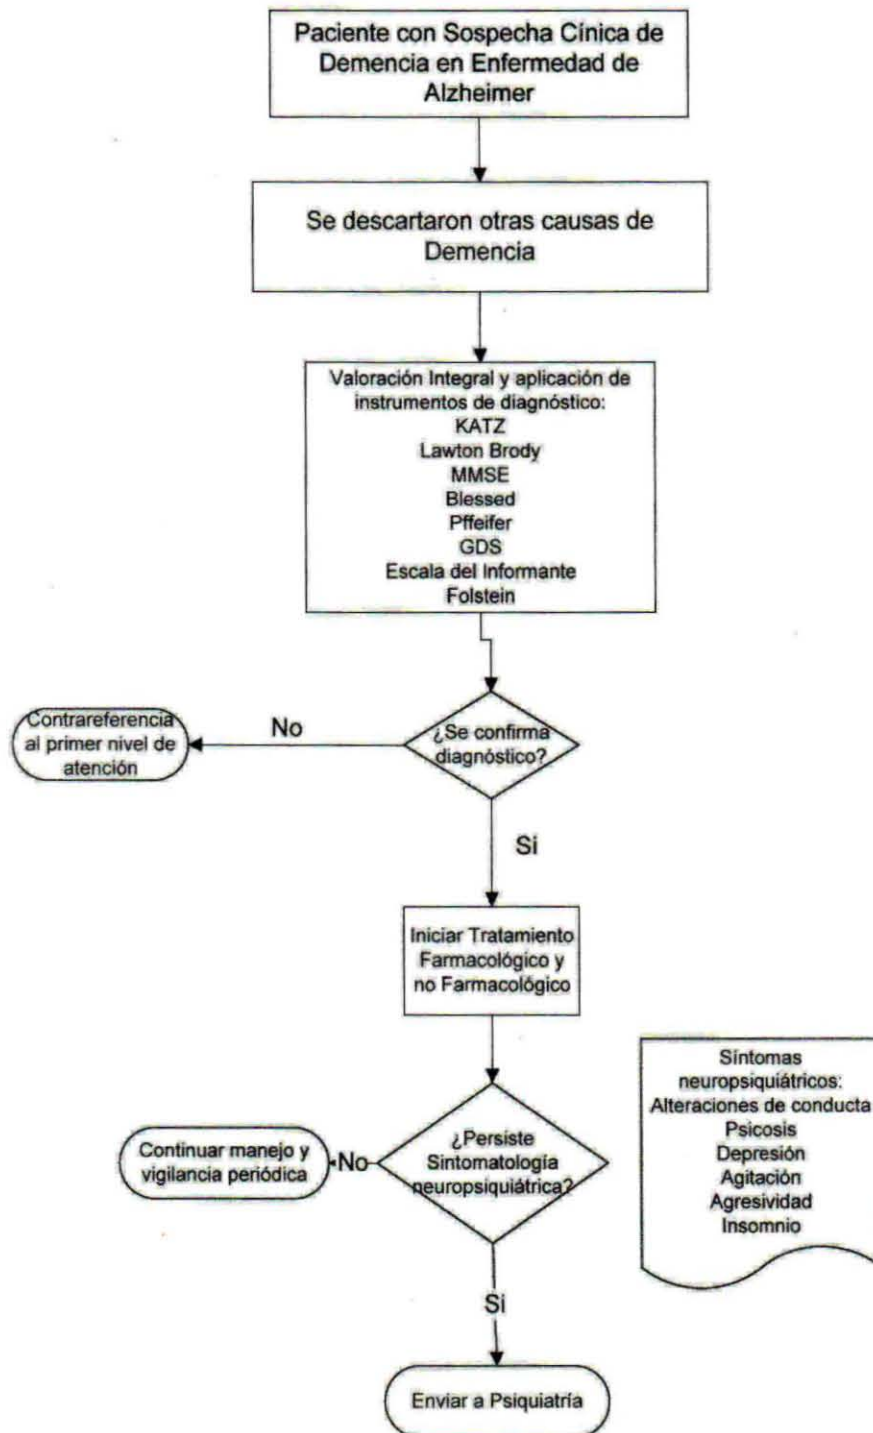 Paciente con Sospecha Cínica de
Demencia en Enfermedad de
Alzheimer
Se descartaron otras causas de
Demencia
Valoración Integral y aplicación de
instrumentos de diagnóstico:
KATZ
Lawton Brody
MMSE
Blessed
Pffeifer
GDS
Escala del Informante
Folstein
¿Se confirma
diagnóstico?
No
Contrareferencia
al primer nivel de
atención
Si
Iniciar Tratamiento
Farmacológico y
no Farmacológico
¿Persiste
Sintomatología
neuropsiquiátrica?
No
Continuar manejo y
vigilancia periódica
Síntomas
neuropsiquiátricos:
Alteraciones de conducta
Psicosis
Depresión
Agitación
Agresividad
Insomnio
Si
Enviar a Psiquiatría